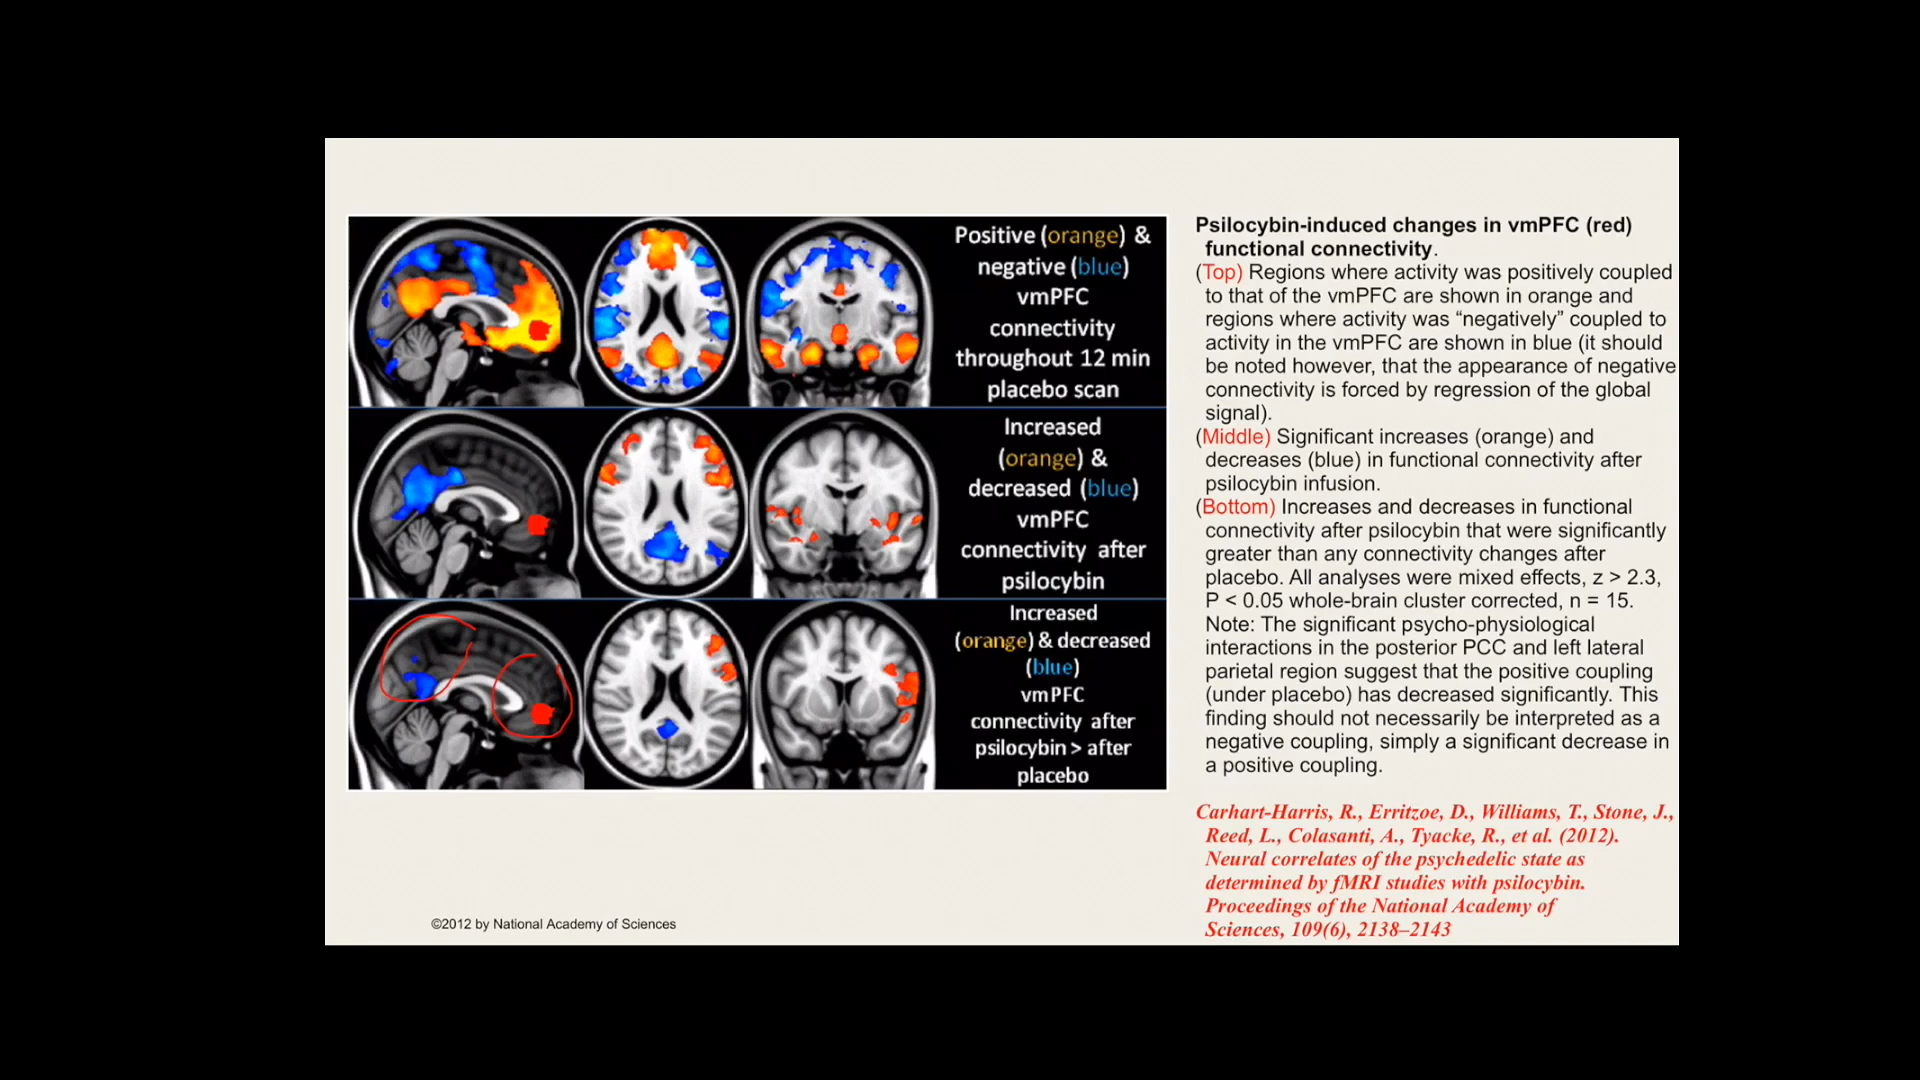 Positive (orange) &
negative (blue)
vmPFC
connectivity
throughout 12 min
placebo scan
Increased
(orange) &
decreased (blue)
vmPFC
connectivity after
psilocybin
Increased
(orange) & decreased
(blue)
vmPFC
connectivity after
psilocybin > after
placebo
Psilocybin-induced changes in vmPFC (red)
functional connectivity.
(Top) Regions where activity was positively coupled
to that of the vmPFC are shown in orange and
regions where activity was “negatively” coupled to
activity in the vmPFC are shown in blue (it should
be noted however, that the appearance of negative
connectivity is forced by regression of the global
signal).
(Middle) Significant increases (orange) and
decreases (blue) in functional connectivity after
psilocybin infusion.
(Bottom) Increases and decreases in functional
connectivity after psilocybin that were significantly
greater than any connectivity changes after
placebo. All analyses were mixed effects, z > 2.3,
P < 0.05 whole-brain cluster corrected, n = 15.
Note: The significant psycho-physiological
interactions in the posterior PCC and left lateral
parietal region suggest that the positive coupling
(under placebo) has decreased significantly. This
finding should not necessarily be interpreted as a
negative coupling, simply a significant decrease in
a positive coupling.
Carhart-Harris, R., Erritzoe, D., Williams, T., Stone, J.,
Reed, L., Colasanti, A., Tyacke, R., et al. (2012).
Neural correlates of the psychedelic state as
determined by fMRI studies with psilocybin.
Proceedings of the National Academy of
Sciences, 109(6), 2138–2143
©2012 by National Academy of Sciences